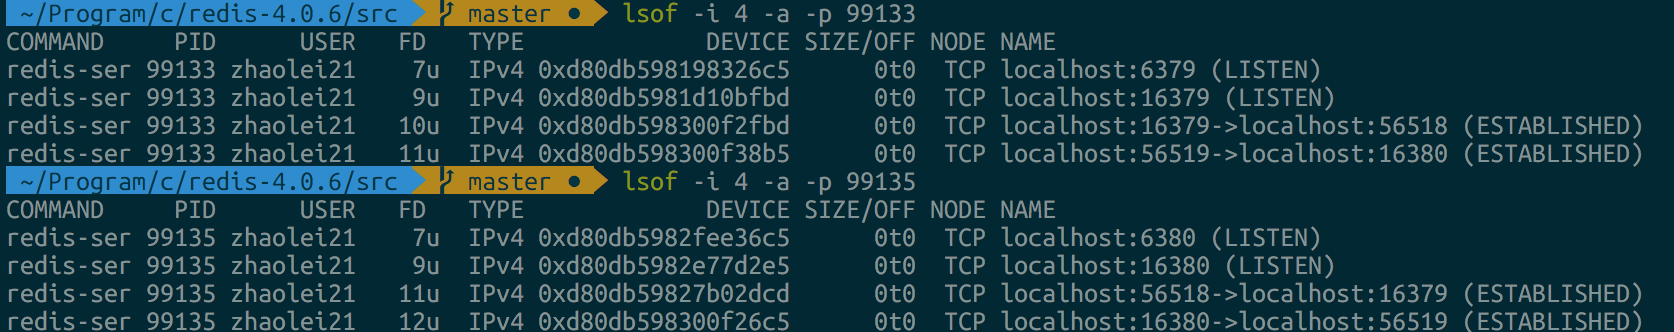 ~/Program/c/redis-4.0.6/src master ● lsof -i 4 -a -p 99133
COMMAND PID USER FD TYPE DEVICE SIZE/OFF NODE NAME
redis-ser 99133 zhaolei21 7u IPv4 0xd80db598198326c5 0t0 TCP localhost:6379 (LISTEN)
redis-ser 99133 zhaolei21 9u IPv4 0xd80db5981d10bfbd 0t0 TCP localhost:16379 (LISTEN)
redis-ser 99133 zhaolei21 10u IPv4 0xd80db598300f2fbd 0t0 TCP localhost:16379->localhost:56518 (ESTABLISHED)
redis-ser 99133 zhaolei21 11u IPv4 0xd80db598300f38b5 0t0 TCP localhost:56519->localhost:16380 (ESTABLISHED)
~/Program/c/redis-4.0.6/src master ● lsof -i 4 -a -p 99135
COMMAND PID USER FD TYPE DEVICE SIZE/OFF NODE NAME
redis-ser 99135 zhaolei21 7u IPv4 0xd80db5982fee36c5 0t0 TCP localhost:6380 (LISTEN)
redis-ser 99135 zhaolei21 9u IPv4 0xd80db5982e77d2e5 0t0 TCP localhost:16380 (LISTEN)
redis-ser 99135 zhaolei21 11u IPv4 0xd80db59827b02dcd 0t0 TCP localhost:56518->localhost:16379 (ESTABLISHED)
redis-ser 99135 zhaolei21 12u IPv4 0xd80db598300f26c5 0t0 TCP localhost:16380->localhost:56519 (ESTABLISHED)